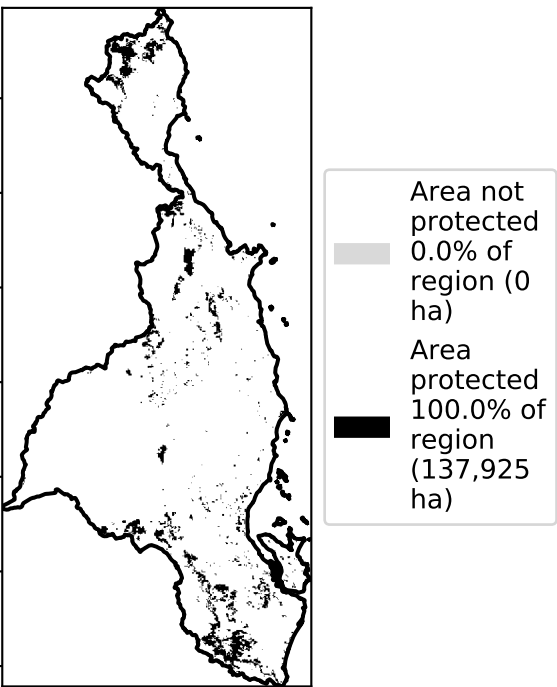 Area not
protected
0.0% of
region (0
ha)
Area
protected
100.0% of
region
(137,925
ha)